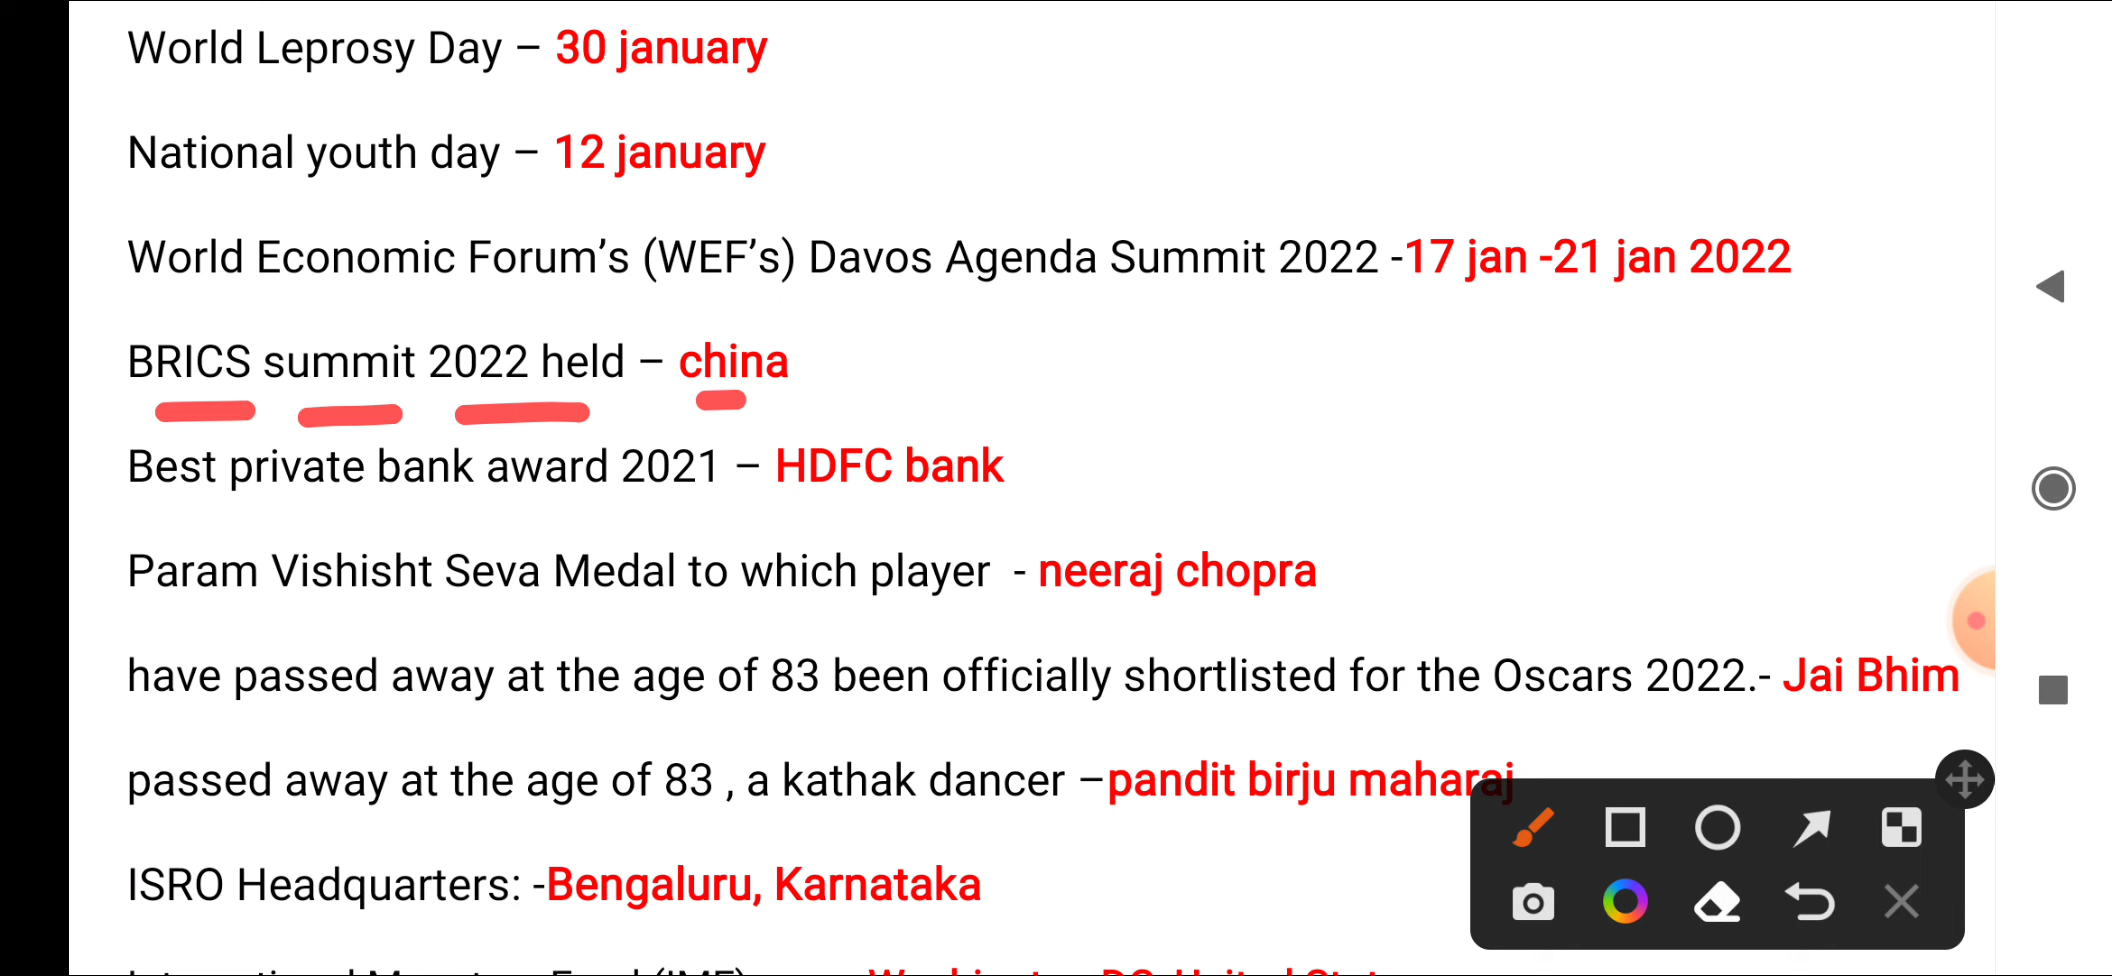 World Leprosy Day – 30 january
National youth day – 12 january
World Economic Forum’s (WEF’s) Davos Agenda Summit 2022 -17 jan -21 jan 2022
BRICS summit 2022 held – china
Best private bank award 2021 – HDFC bank
Param Vishisht Seva Medal to which player  - neeraj chopra
have passed away at the age of 83 been officially shortlisted for the Oscars 2022.- Jai Bhim
passed away at the age of 83 , a kathak dancer –pandit birju maharaj
ISRO Headquarters: -Bengaluru, Karnataka